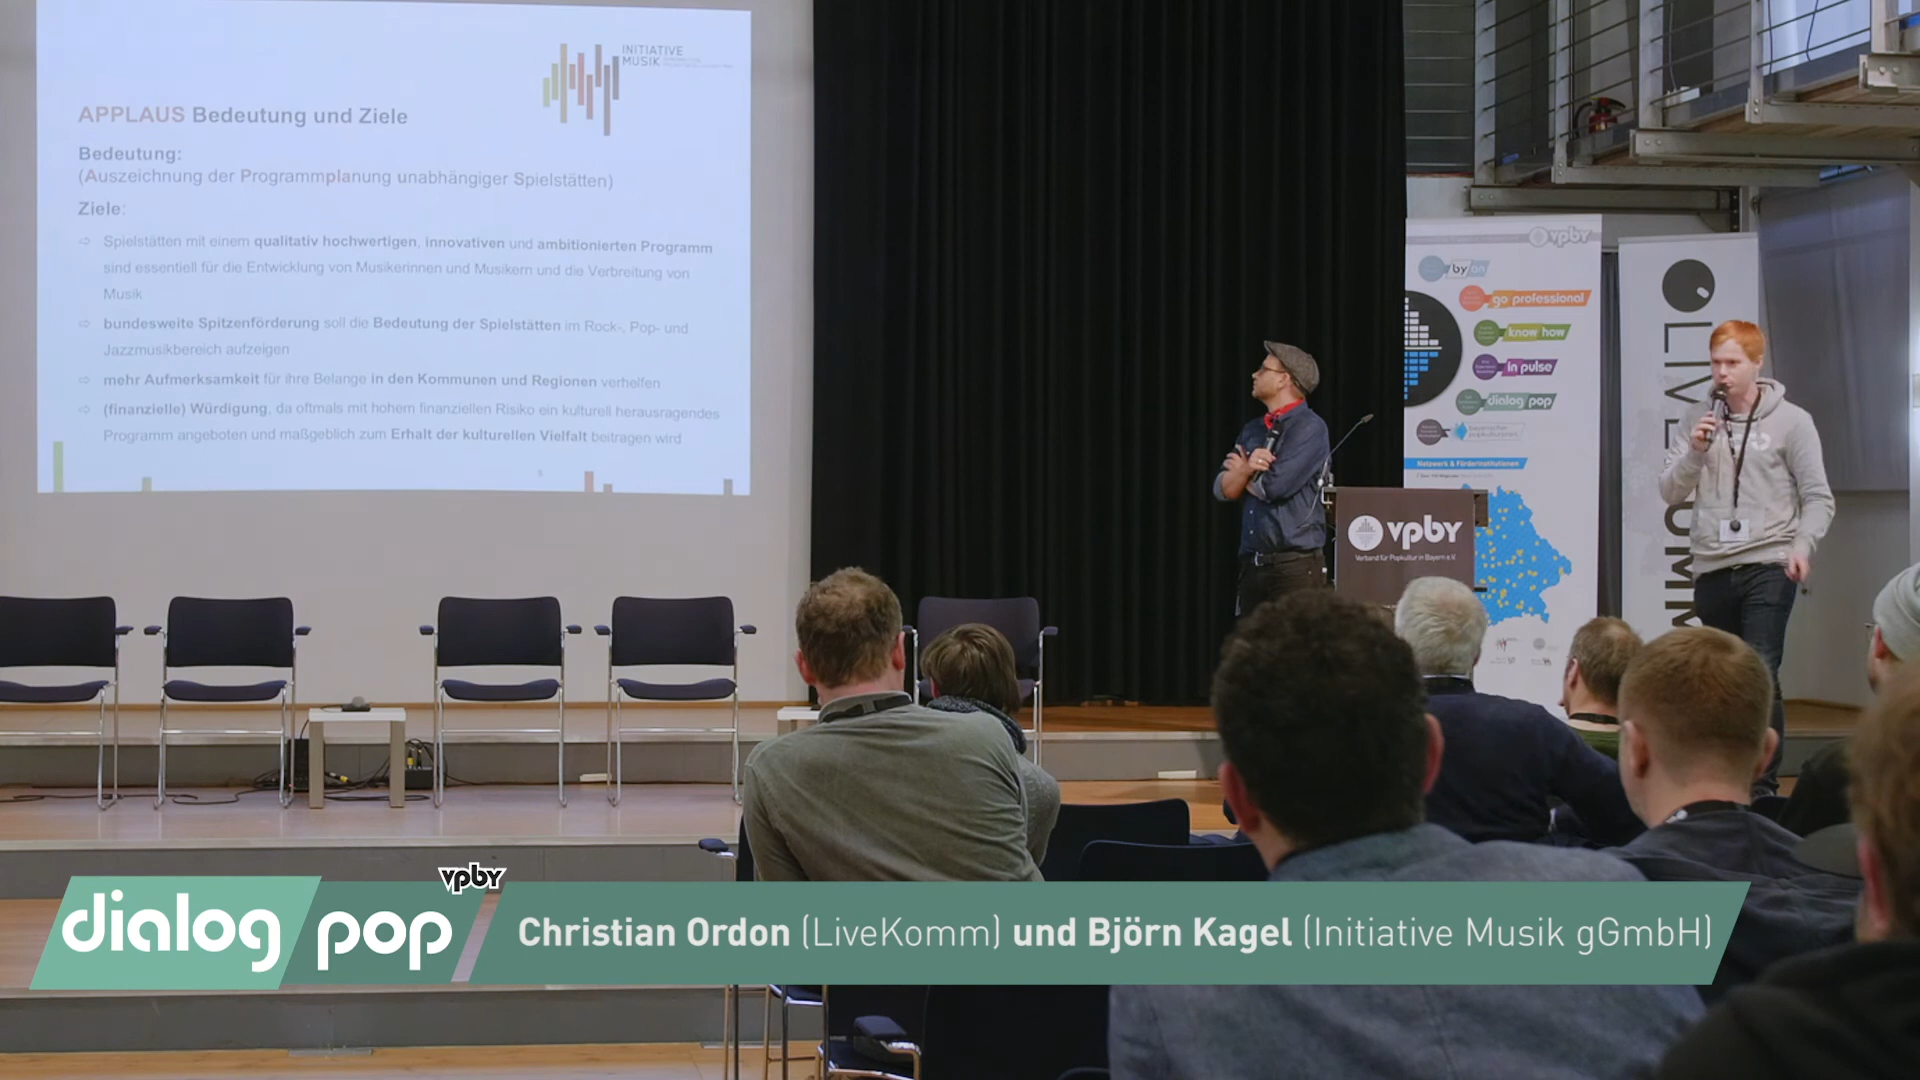 INITIATIVE
MUSIK
APPLAUS Bedeutung und Ziele
Bedeutung:
(Auszeichnung der Programmplanung unabhängiger Spielstätten)
Ziele:
Spielstätten mit einem qualitativ hochwertigen, innovativen und ambitionierten Programm
sind essentiell für die Entwicklung von Musikerinnen und Musikern und die Verbreitung von
Musik
bundesweite Spitzenförderung soll die Bedeutung der Spielstätten im Rock-, Pop- und
Jazzmusikbereich aufzeigen
mehr Aufmerksamkeit für ihre Belange in den Kommunen und Regionen verhelfen
(finanzielle) Würdigung, da oftmals mit hohem finanziellen Risiko ein kulturell herausragendes
Programm angeboten und maßgeblich zum Erhalt der kulturellen Vielfalt beitragen wird
vpby
by on
go professional
know how
in pulse
dialog pop
Netzwerk & Förderinstitutionen
LIVE
vpby
Verband für Popkultur in Bayern e.V.
dialog pop vpby
Christian Ordon (LiveKomm) und Björn Kagel (Initiative Musik gGmbH)